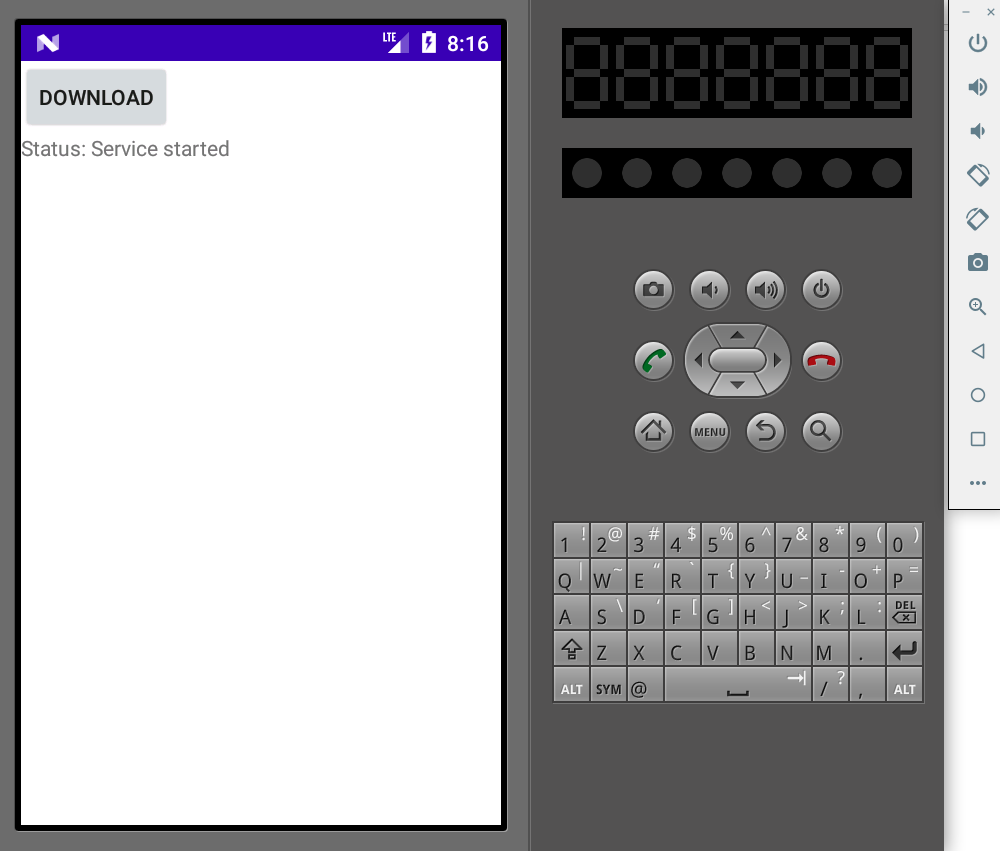 LTE 8:16
DOWNLOAD
Status: Service started
MENU
1 ! 2 @ 3 # 4 $ 5 % 6 ^ 7 & 8 * 9 ( 0 )
Q | W ~ E " R ` T { Y } U _ I - O + P =
A S \ D ' F [ G ] H < J > K ; L : DEL
Z X C V B N M .
ALT SYM @ / ? , ALT